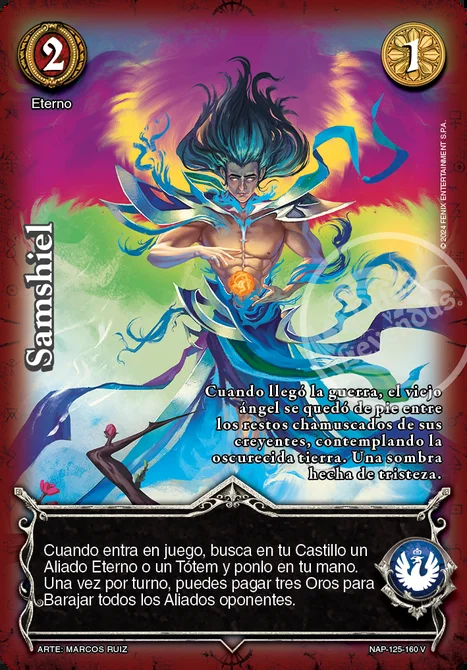 2
1
Eterno
© 2024 FENIX ENTERTAINMENT S.P.A.
Samshiel
Cuando llegó la guerra, el viejo
ángel se quedó de pie entre
los restos chamuscados de sus
creyentes, contemplando la
oscurecida tierra. Una sombra
hecha de tristeza.
Cuando entra en juego, busca en tu Castillo un
Aliado Eterno o un Tótem y ponlo en tu mano.
Una vez por turno, puedes pagar tres Oros para
Barajar todos los Aliados oponentes.
ARTE: MARCOS RUIZ
NAP-125-160 V